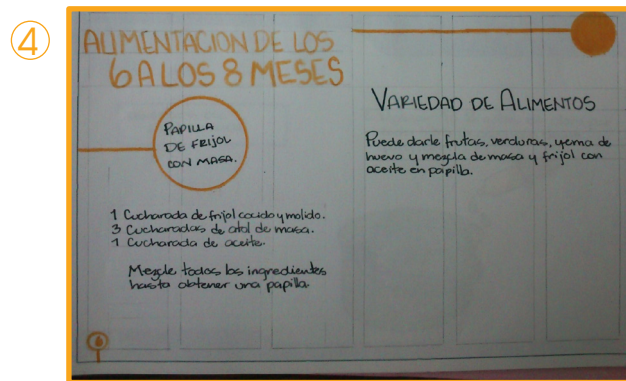 4
ALIMENTACION DE LOS
6 A LOS 8 MESES
PAPILLA
DE FRIJOL
CON MASA.
1 Cucharada de frijol cocido y molido.
3 Cucharadas de atol de masa.
1 Cucharada de aceite.
Mezcle todos los ingredientes
hasta obtener una papilla.
VARIEDAD DE ALIMENTOS
Puede darle frutas, verduras, yema de
huevo y mezcla de masa y frijol con
aceite en papilla.